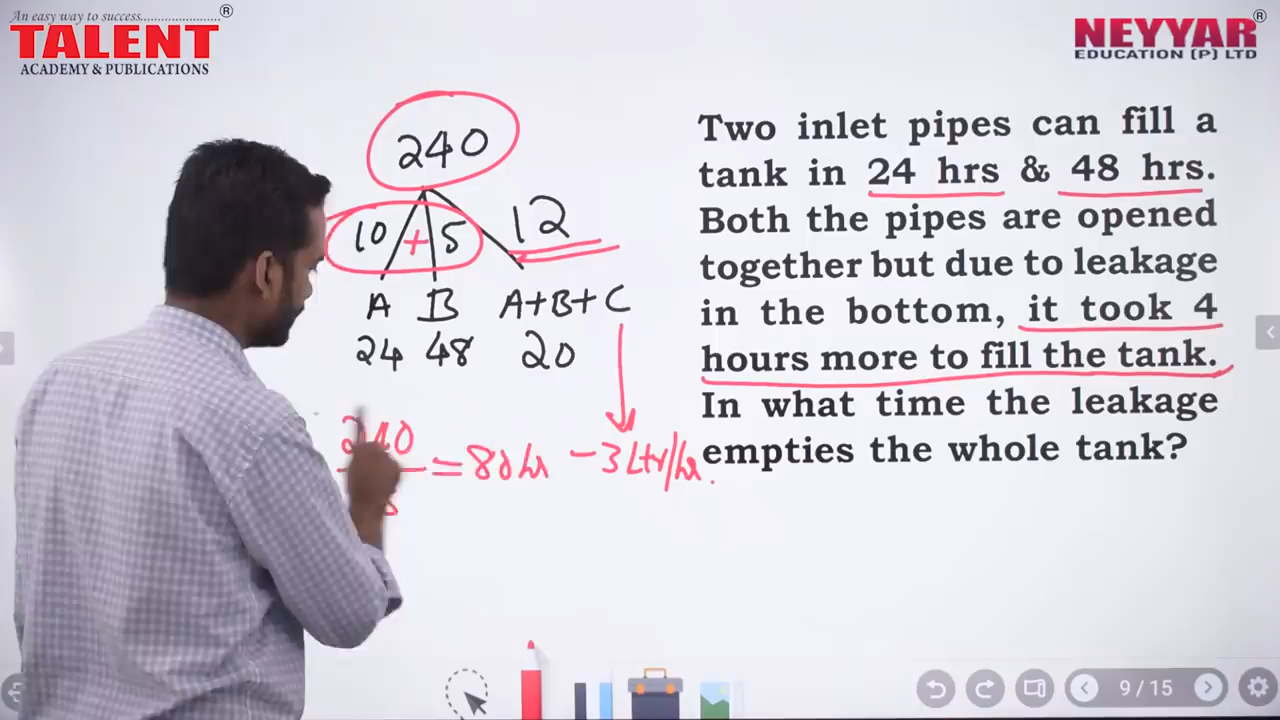 An easy way to success.....................
TALENT
ACADEMY & PUBLICATIONS
®
NEYYAR
EDUCATION (P) LTD
®
240
10 + 5 12
A B A+B+C
24 48 20
240
= 80 hr - 3 Ltr/hr.
Two inlet pipes can fill a
tank in 24 hrs & 48 hrs.
Both the pipes are opened
together but due to leakage
in the bottom, it took 4
hours more to fill the tank.
In what time the leakage
empties the whole tank?
9 / 15